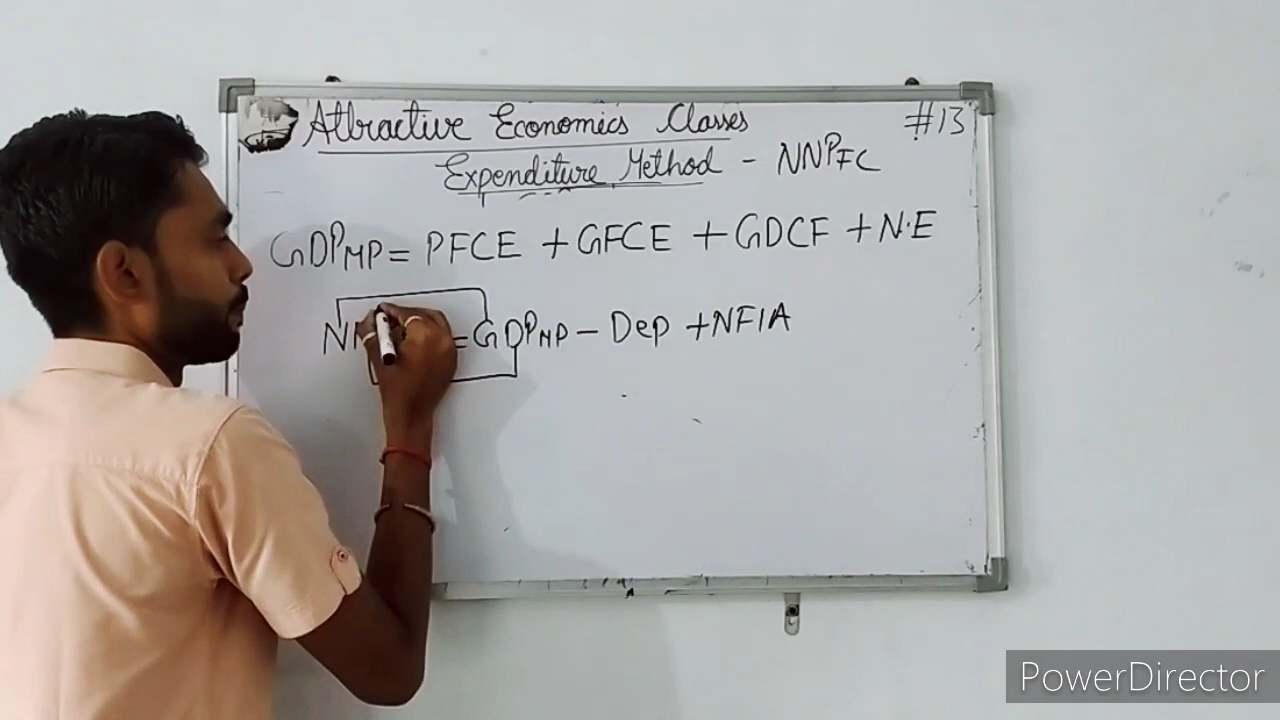 Attractive Economics Classes #13
Expenditure Method - NNPFC
GDPMP = PFCE + GFCE + GDCF + N.E
= GDPMP - Dep + NFIA
PowerDirector